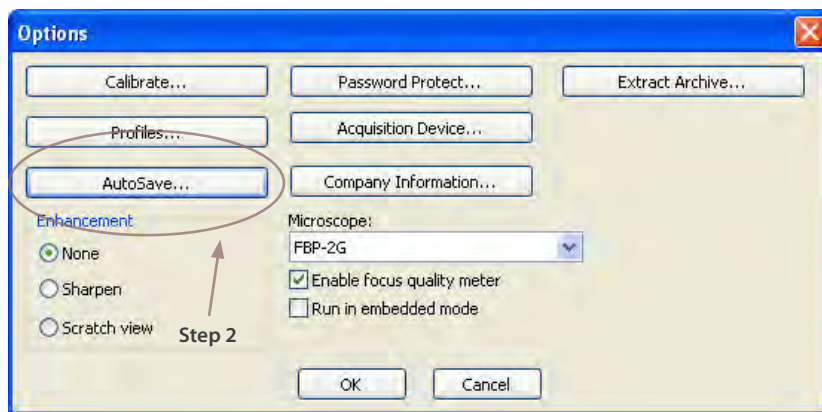 Options
Calibrate...
Password Protect...
Extract Archive...
Profiles...
Acquisition Device...
AutoSave...
Company Information...
Enhancement
None
Sharpen
Scratch view
Microscope:
FBP-2G
Enable focus quality meter
Run in embedded mode
Step 2
OK
Cancel